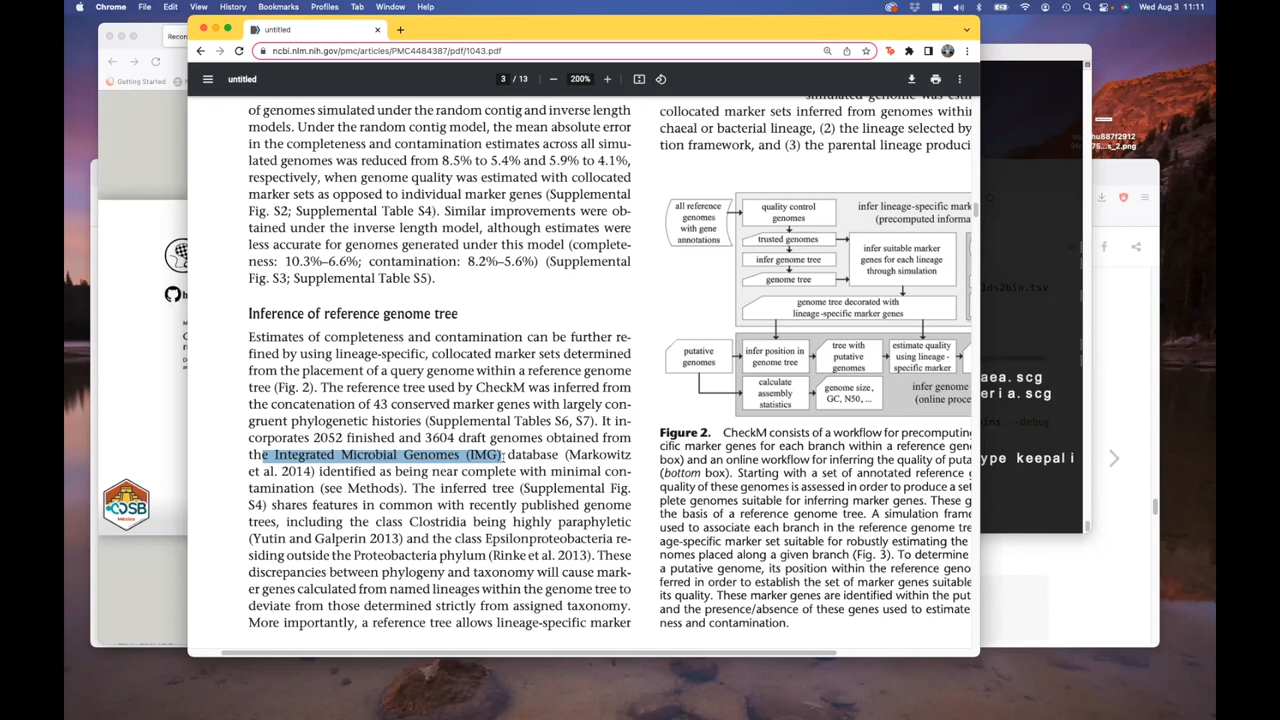 Chrome File Edit View History Bookmarks Profiles Tab Window Help
Wed Aug 3 11:11
Recon
untitled
Getting Started
ncbi.nlm.nih.gov/pmc/articles/PMC4484387/pdf/1043.pdf
untitled
3 / 13
200%
of genomes simulated under the random contig and inverse length
models. Under the random contig model, the mean absolute error
in the completeness and contamination estimates across all simu-
lated genomes was reduced from 8.5% to 5.4% and 5.9% to 4.1%,
respectively, when genome quality was estimated with collocated
marker sets as opposed to individual marker genes (Supplemental
Fig. S2; Supplemental Table S4). Similar improvements were ob-
tained under the inverse length model, although estimates were
less accurate for genomes generated under this model (complete-
ness: 10.3%–6.6%; contamination: 8.2%–5.6%) (Supplemental
Fig. S3; Supplemental Table S5).
Inference of reference genome tree
Estimates of completeness and contamination can be further re-
fined by using lineage-specific, collocated marker sets determined
from the placement of a query genome within a reference genome
tree (Fig. 2). The reference tree used by CheckM was inferred from
the concatenation of 43 conserved marker genes with largely con-
gruent phylogenetic histories (Supplemental Tables S6, S7). It in-
corporates 2052 finished and 3604 draft genomes obtained from
the Integrated Microbial Genomes (IMG) database (Markowitz
et al. 2014) identified as being near complete with minimal con-
tamination (see Methods). The inferred tree (Supplemental Fig.
S4) shares features in common with recently published genome
trees, including the class Clostridia being highly paraphyletic
(Yutin and Galperin 2013) and the class Epsilonproteobacteria re-
siding outside the Proteobacteria phylum (Rinke et al. 2013). These
discrepancies between phylogeny and taxonomy will cause mark-
er genes calculated from named lineages within the genome tree to
deviate from those determined strictly from assigned taxonomy.
More importantly, a reference tree allows lineage-specific marker
collocated marker sets inferred from genomes within
chaeal or bacterial lineage, (2) the lineage selected by
tion framework, and (3) the parental lineage produci
all reference
genomes
with gene
annotations
quality control
genomes
trusted genomes
infer genome tree
genome tree
infer lineage-specific mark
(precomputed informa
infer suitable marker
genes for each lineage
through simulation
genome tree decorated with
lineage-specific marker genes
putative
genomes
infer position in
genome tree
tree with
putative
genomes
estimate quality
using lineage-
specific marker
calculate
assembly
statistics
genome size,
GC, N50, ...
infer genome
(online proce
Figure 2. CheckM consists of a workflow for precomputing
cific marker genes for each branch within a reference gen
box) and an online workflow for inferring the quality of puta
(bottom box). Starting with a set of annotated reference g
quality of these genomes is assessed in order to produce a set
plete genomes suitable for inferring marker genes. These g
the basis of a reference genome tree. A simulation frame
used to associate each branch in the reference genome tre
age-specific marker set suitable for robustly estimating the
nomes placed along a given branch (Fig. 3). To determine
a putative genome, its position within the reference geno
ferred in order to establish the set of marker genes suitable
its quality. These marker genes are identified within the put
and the presence/absence of these genes used to estimate
ness and contamination.
hu887f2912
s_2.png
lds2bin.tsv
aea.scg
eria.scg
ins --debug
ype keepali
COSB
México